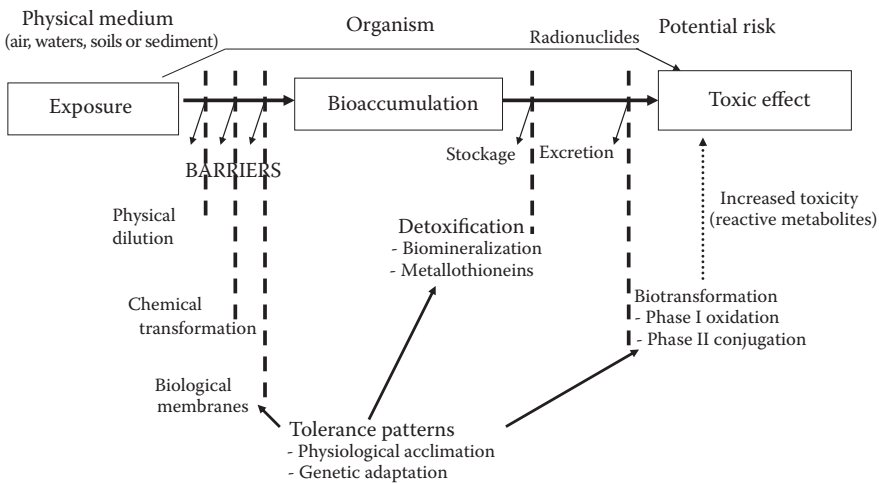 Physical medium
(air, waters, soils or sediment)
Organism
Potential risk
Radionuclides
Exposure
Bioaccumulation
Toxic effect
Stockage
Excretion
BARRIERS
Physical
dilution
Increased toxicity
(reactive metabolites)
Detoxification
- Biomineralization
- Metallothioneins
Chemical
transformation
Biotransformation
- Phase I oxidation
- Phase II conjugation
Biological
membranes
Tolerance patterns
- Physiological acclimation
- Genetic adaptation